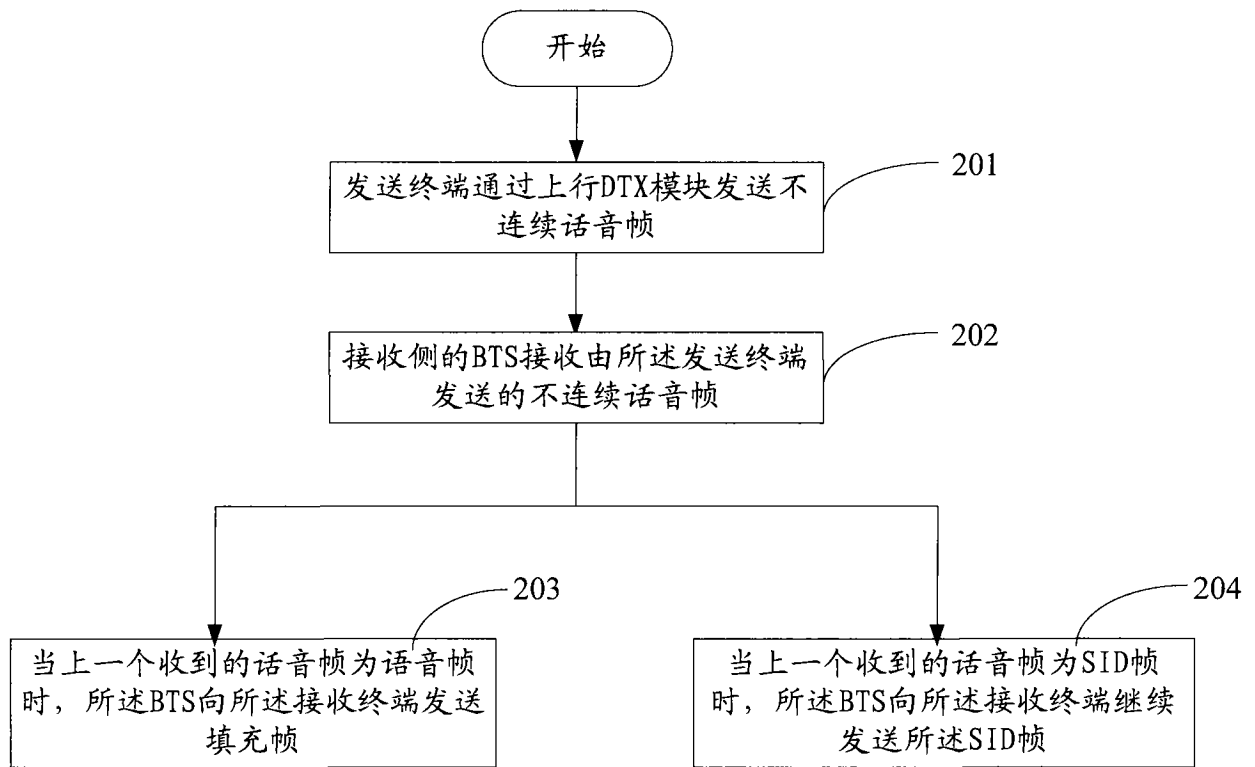 开始
发送终端通过上行DTX模块发送不
连续话音帧
201
接收侧的BTS接收由所述发送终端
发送的不连续话音帧
202
当上一个收到的话音帧为语音帧
时，所述BTS向所述接收终端发送
填充帧
203
当上一个收到的话音帧为SID帧
时，所述BTS向所述接收终端继续
发送所述SID帧
204